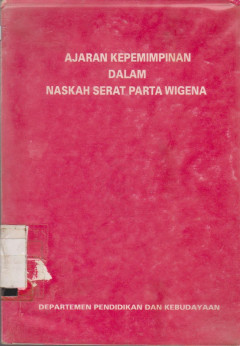 AJARAN KEPEMIMPINAN
DALAM
NASKAH SERAT PARTA WIGENA
DEPARTEMEN PENDIDIKAN DAN KEBUDAYAAN